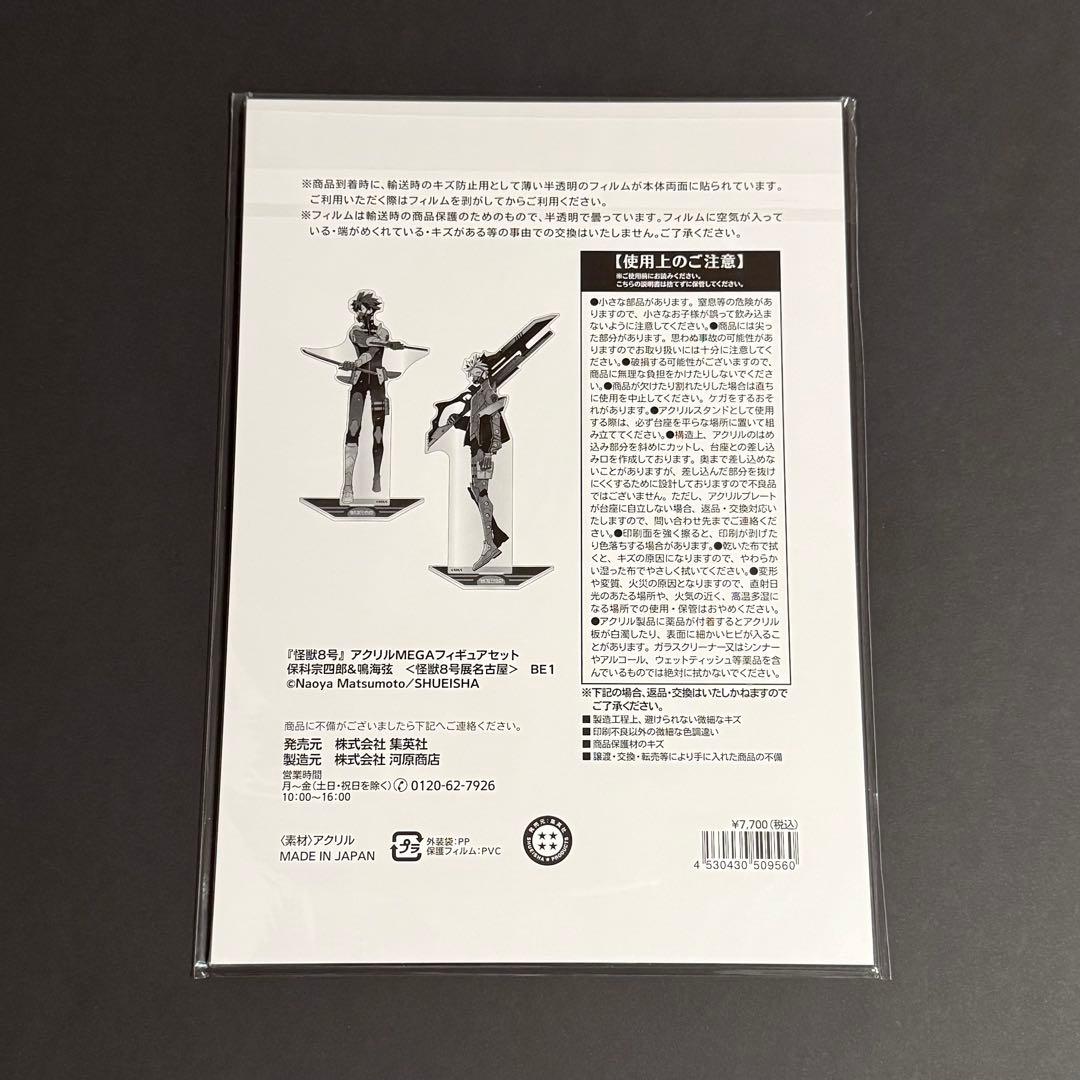 ※商品到着時に、輸送時のキズ防止用として薄い半透明のフィルムが本体両面に貼られています。
ご利用いただく際はフィルムを剥がしてからご利用ください。
※フィルムは輸送時の商品保護のためのもので、半透明で曇っています。フィルムに空気が入って
いる・端がめくれている・キズがある等の事由での交換はいたしません。ご了承ください。
【使用上のご注意】
※ご使用前にお読みください。
こちらの説明書は捨てずに保管してください。
●小さな部品があります。窒息等の危険があ
りますので、小さなお子様が誤って飲み込ま
ないように注意してください。●商品には尖っ
た部分があります。思わぬ事故の可能性があ
りますのでお取り扱いには十分に注意してく
ださい。●破損する可能性がございますので、
商品に無理な負担をかけたりしないでくださ
い。●商品が欠けたり割れたりした場合は直ち
に使用を中止してください。ケガをするおそ
れがあります。●アクリルスタンドとして使用
する際は、必ず台座を平らな場所に置いて組
み立ててください。●構造上、アクリルのはめ
込み部分を斜めにカットし、台座との差し込
み口を作成しております。奥まで差し込めな
いことがありますが、差し込んだ部分を抜け
にくくするために設計しておりますので不良品
ではございません。ただし、アクリルプレート
が台座に自立しない場合、返品・交換対応い
たしますので、問い合わせ先までご連絡くだ
さい。●印刷面を強く擦ると、印刷が剥げた
り色落ちする場合があります。●乾いた布で拭
くと、キズの原因になりますので、やわらか
い湿った布でやさしく拭いてください。●変形
や変質、火災の原因となりますので、直射日
光のあたる場所や、火気の近く、高温多湿に
なる場所での使用・保管はおやめください。
●アクリル製品に薬品が付着するとアクリル
板が白濁したり、表面に細かいヒビが入るこ
とがあります。ガラスクリーナー又はシンナー
やアルコール、ウェットティッシュ等薬品を含
んでいるものでは絶対に拭かないでください。
※下記の場合、返品・交換はいたしかねますので
ご了承ください。
■製造工程上、避けられない微細なキズ
■印刷不良以外の微細な色調違い
■商品保護材のキズ
■譲渡・交換・転売等により手に入れた商品の不備
『怪獣8号』アクリルMEGAフィギュアセット
保科宗四郎&鳴海弦 <怪獣8号展名古屋> BE1
©Naoya Matsumoto/SHUEISHA
商品に不備がございましたら下記へご連絡ください。
発売元 株式会社 集英社
製造元 株式会社 河原商店
営業時間
月〜金(土日・祝日を除く) 0120-62-7926
10:00〜16:00
〈素材〉アクリル
MADE IN JAPAN
プラ
外装袋:PP
保護フィルム:PVC
発売元:集英社
SHUEISHA PRODUCTS
¥7,700(税込)
4 530430 509560